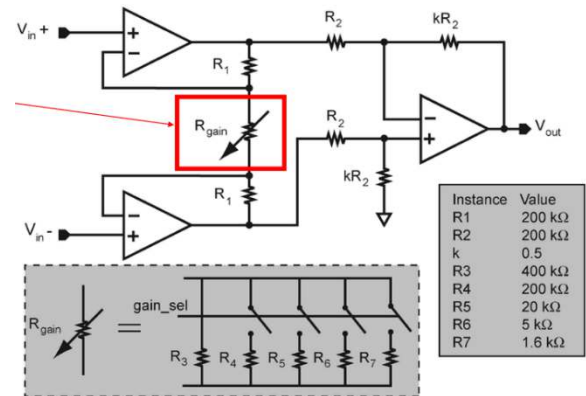 Vin+
R2
kR2
R1
Rgain
R2
Vout
R1
kR2
Vin-
Instance Value
R1 200 kΩ
R2 200 kΩ
k 0.5
R3 400 kΩ
R4 200 kΩ
R5 20 kΩ
R6 5 kΩ
R7 1.6 kΩ
gain_sel
Rgain
R3 R4 R5 R6 R7